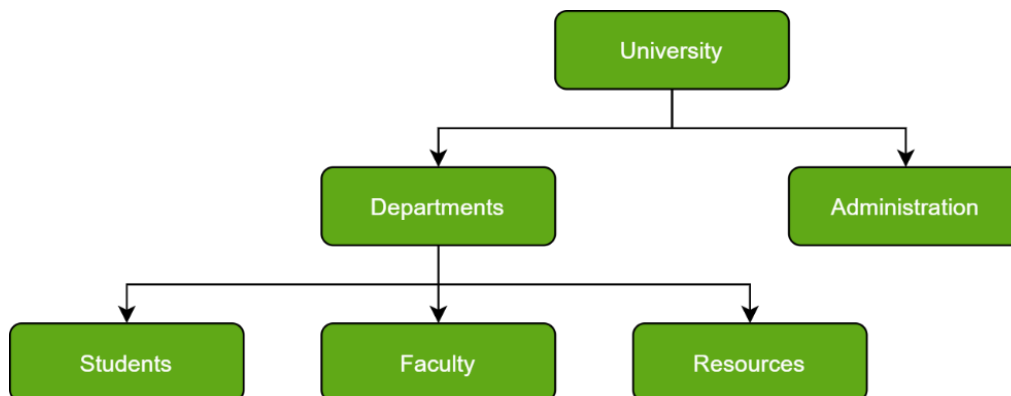 University
Departments
Administration
Students
Faculty
Resources